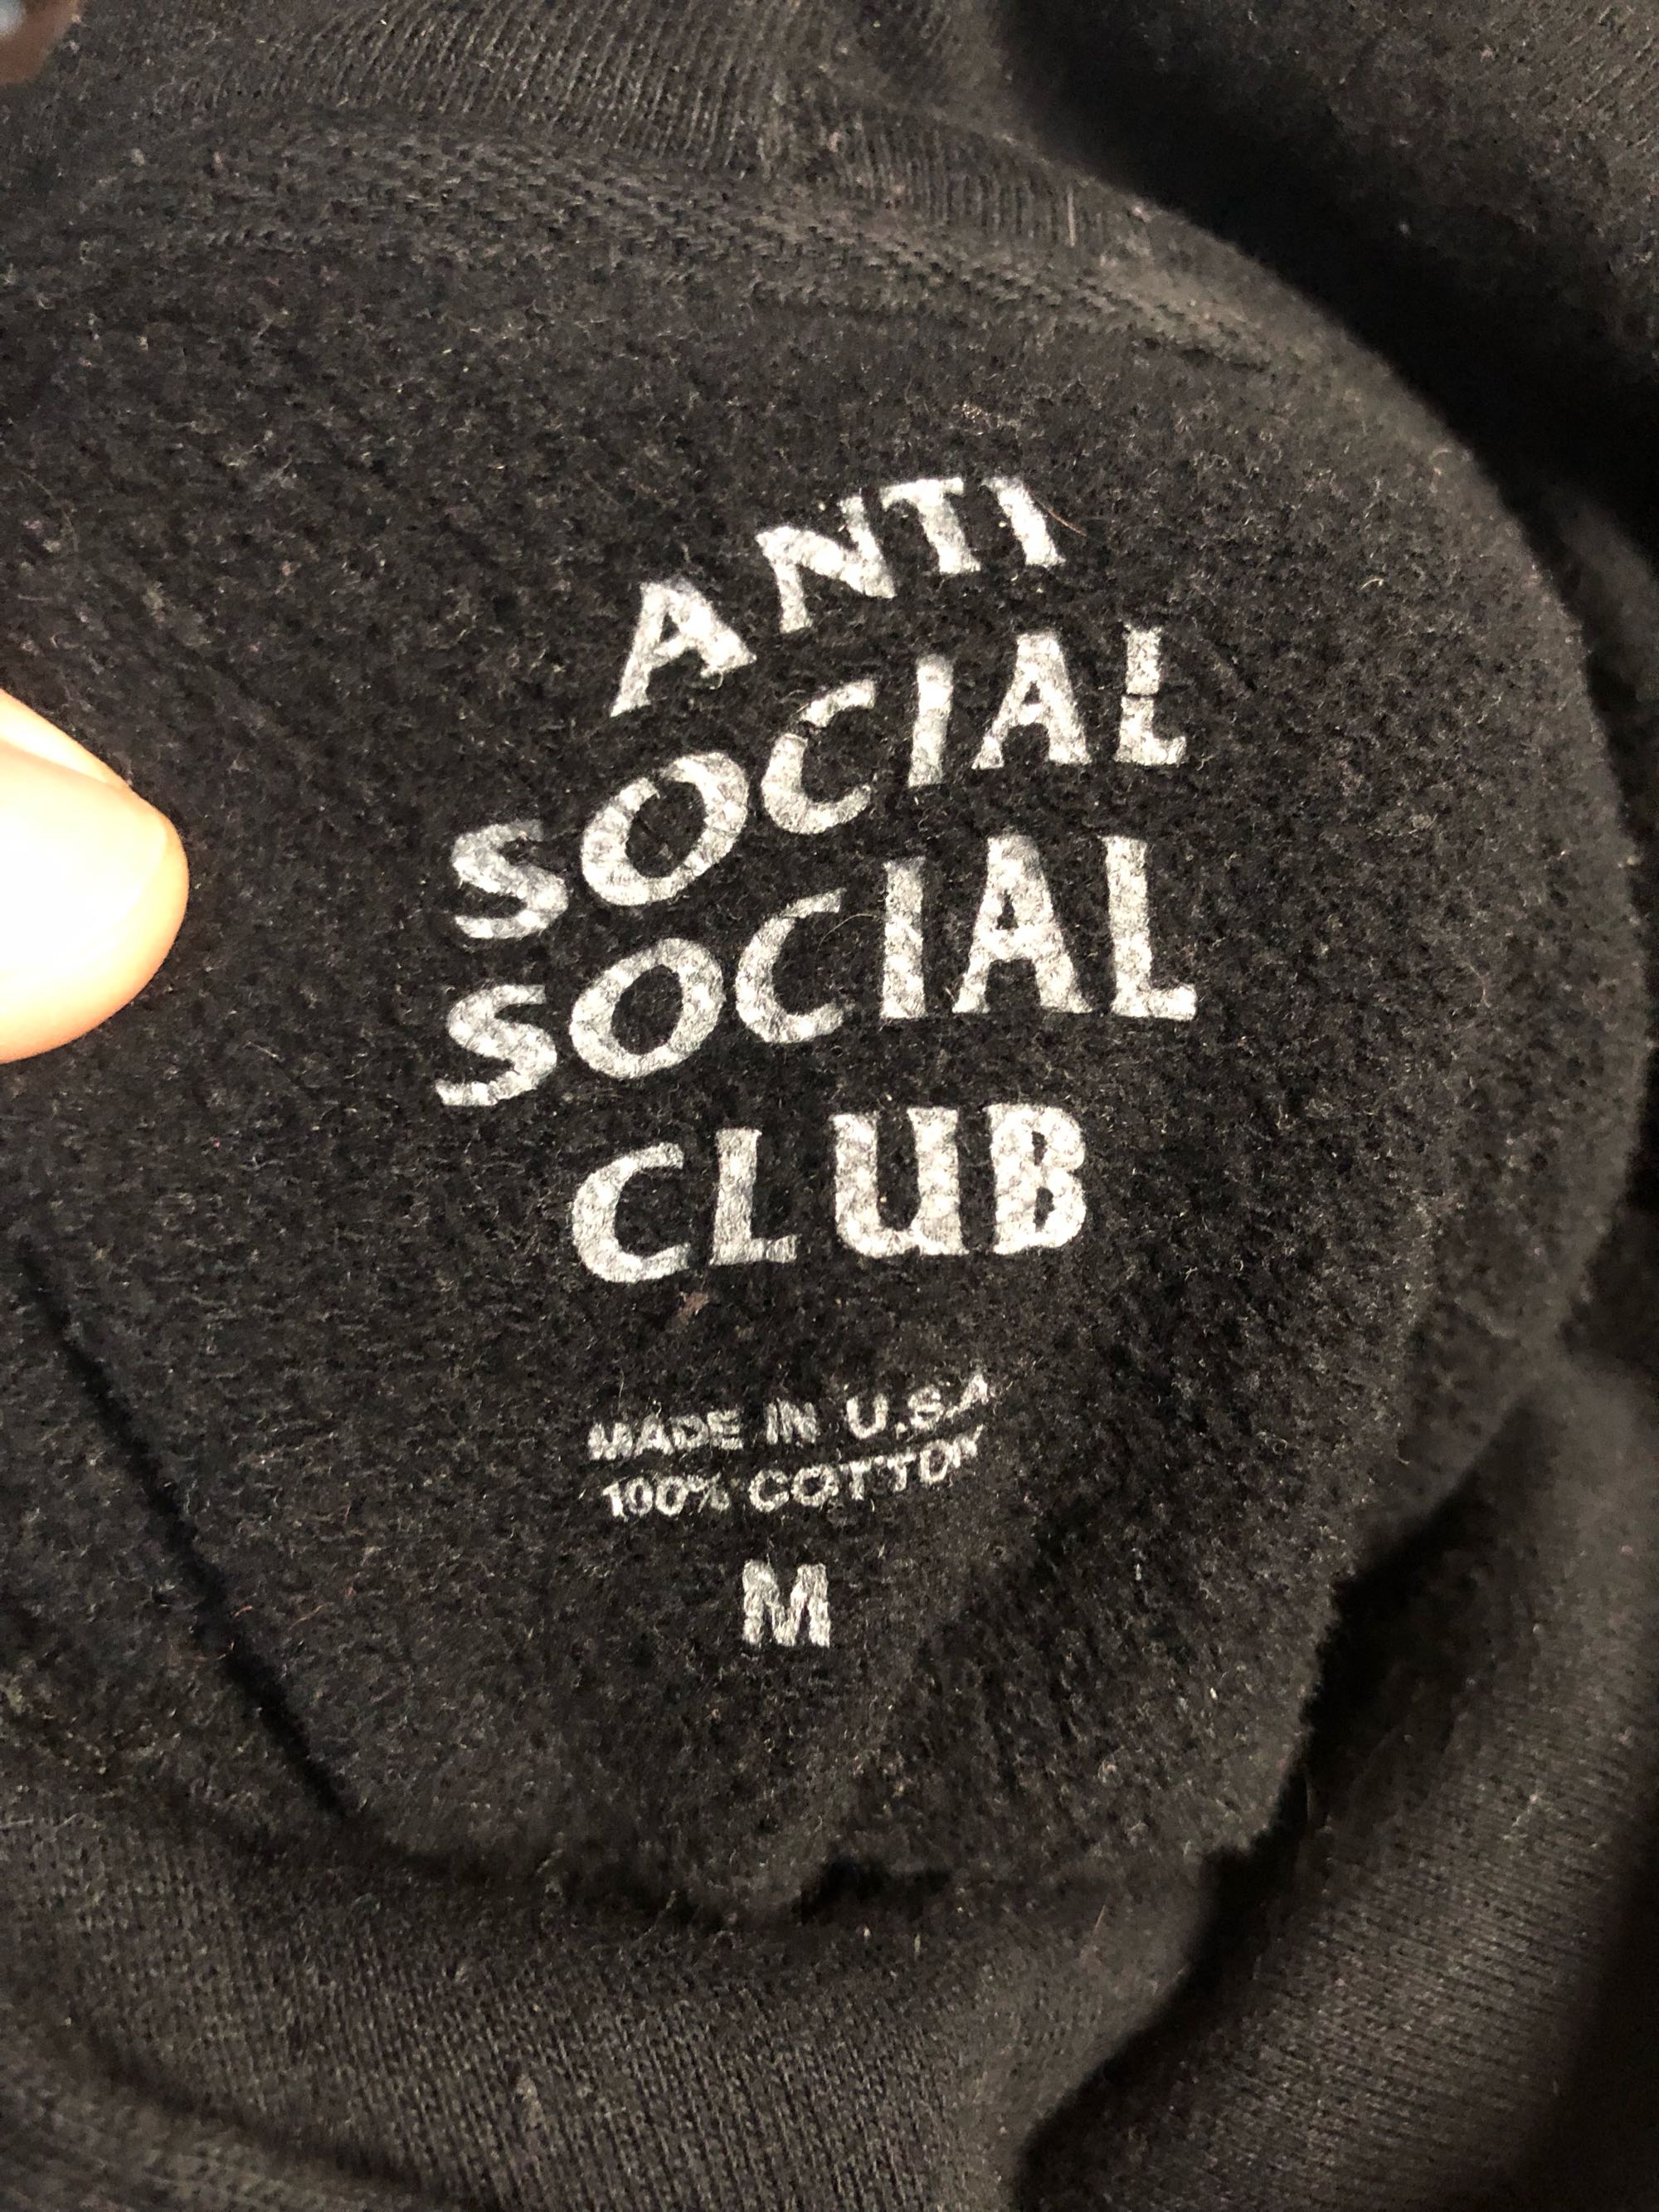 ANTI
SOCIAL
SOCIAL
CLUB
MADE IN U.S.A
100% COTTON
M